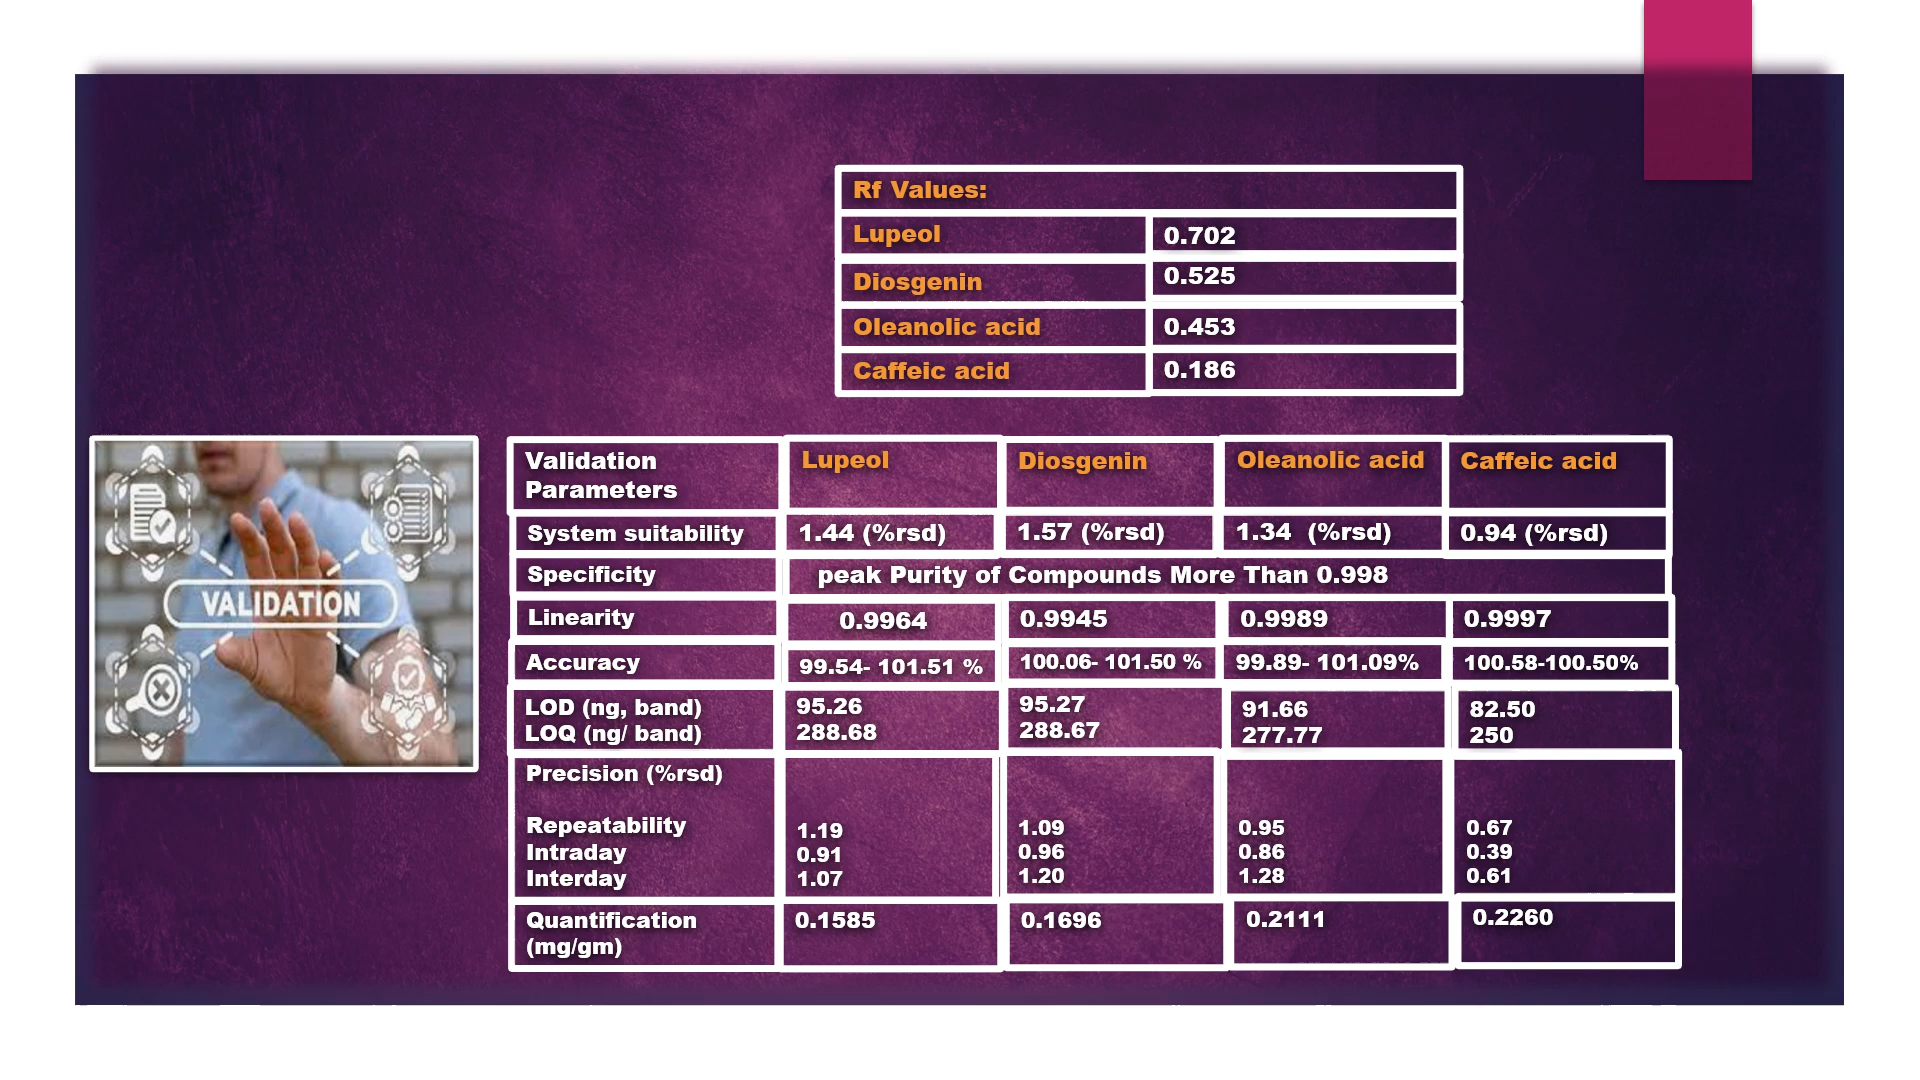 Rf Values:
Lupeol 0.702
Diosgenin 0.525
Oleanolic acid 0.453
Caffeic acid 0.186
VALIDATION
Validation Parameters Lupeol Diosgenin Oleanolic acid Caffeic acid
System suitability 1.44 (%rsd) 1.57 (%rsd) 1.34 (%rsd) 0.94 (%rsd)
Specificity peak Purity of Compounds More Than 0.998
Linearity 0.9964 0.9945 0.9989 0.9997
Accuracy 99.54- 101.51 % 100.06- 101.50 % 99.89- 101.09% 100.58-100.50%
LOD (ng, band) 95.26 95.27 91.66 82.50
LOQ (ng/ band) 288.68 288.67 277.77 250
Precision (%rsd)
Repeatability 1.19 1.09 0.95 0.67
Intraday 0.91 0.96 0.86 0.39
Interday 1.07 1.20 1.28 0.61
Quantification (mg/gm) 0.1585 0.1696 0.2111 0.2260